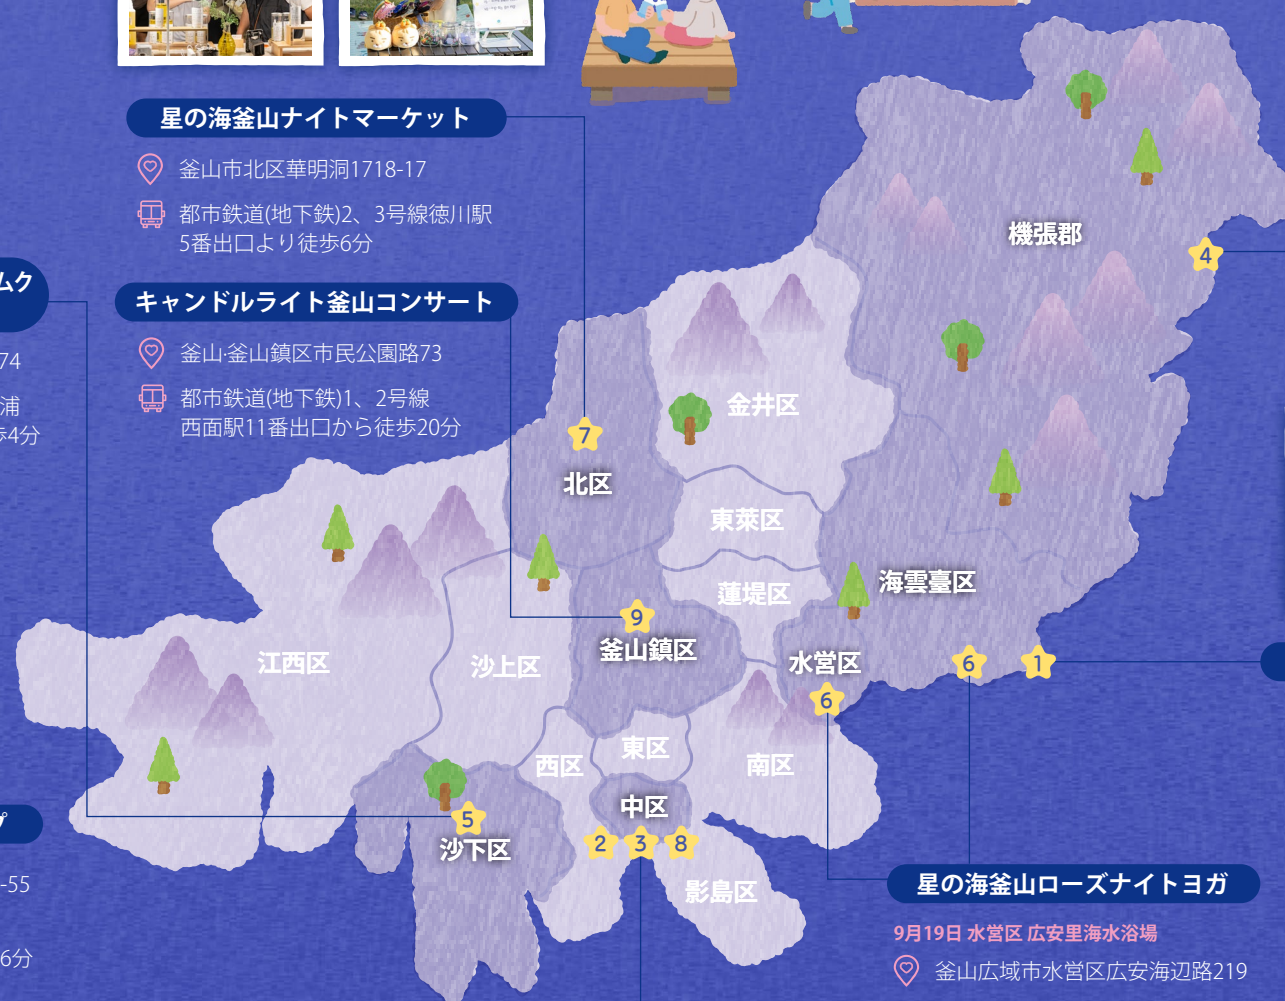 星の海釜山ナイトマーケット
釜山市北区華明洞1718-17
都市鉄道(地下鉄)2、3号線徳川駅
5番出口より徒歩6分
ムク
74
浦
歩4分
キャンドルライト釜山コンサート
釜山·釜山鎮区市民公園路73
都市鉄道(地下鉄)1、2号線
西面駅11番出口から徒歩20分
機張郡
4
金井区
7
北区
東萊区
蓮堤区
海雲臺区
9
釜山鎮区
水営区
6
6
1
江西区
沙上区
西区
東区
南区
中区
5
沙下区
2
3
8
影島区
プ
-55
6分
星の海釜山ローズナイトヨガ
9月19日 水営区 広安里海水浴場
釜山広域市水営区広安海辺路219